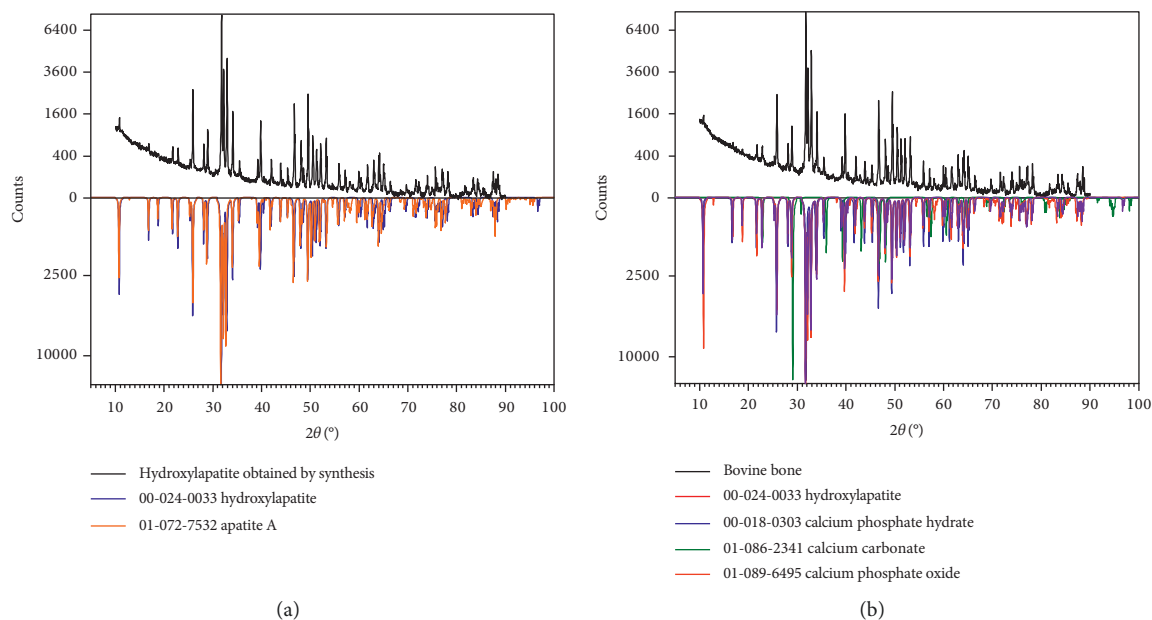 6400
3600
1600
400
0
2500
10000
Counts
10 20 30 40 50 60 70 80 90 100
2θ (°)
Hydroxylapatite obtained by synthesis
00-024-0033 hydroxylapatite
01-072-7532 apatite A
(a)
6400
3600
1600
400
0
2500
10000
Counts
10 20 30 40 50 60 70 80 90 100
2θ (°)
Bovine bone
00-024-0033 hydroxylapatite
00-018-0303 calcium phosphate hydrate
01-086-2341 calcium carbonate
01-089-6495 calcium phosphate oxide
(b)